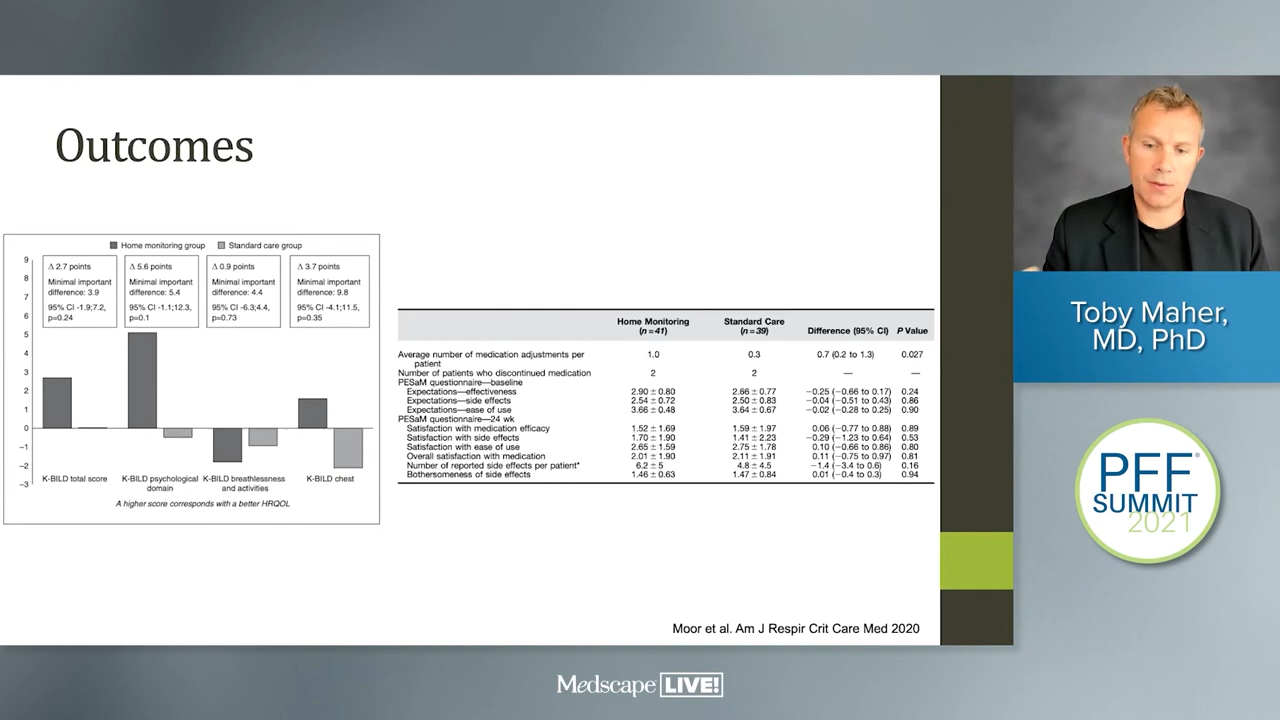 Outcomes
Home monitoring group Standard care group
9
8
7
6
5
4
3
2
1
0
−1
−2
−3
Δ 2.7 points
Minimal important
difference: 3.9
95% CI -1.9;7.2,
p=0.24
Δ 5.6 points
Minimal important
difference: 5.4
95% CI -1.1;12.3,
p=0.1
Δ 0.9 points
Minimal important
difference: 4.4
95% CI -6.3;4.4,
p=0.73
Δ 3.7 points
Minimal important
difference: 9.8
95% CI -4.1;11.5,
p=0.35
K-BILD total score
K-BILD psychological
domain
K-BILD breathlessness
and activities
K-BILD chest
A higher score corresponds with a better HRQOL
Home Monitoring
(n = 41)
Standard Care
(n = 39)
Difference (95% CI)
P Value
Average number of medication adjustments per
patient
1.0 0.3 0.7 (0.2 to 1.3) 0.027
Number of patients who discontinued medication 2 2 — —
PESaM questionnaire—baseline
Expectations—effectiveness 2.90 ± 0.80 2.66 ± 0.77 −0.25 (−0.66 to 0.17) 0.24
Expectations—side effects 2.54 ± 0.72 2.50 ± 0.83 −0.04 (−0.51 to 0.43) 0.86
Expectations—ease of use 3.66 ± 0.48 3.64 ± 0.67 −0.02 (−0.28 to 0.25) 0.90
PESaM questionnaire—24 wk
Satisfaction with medication efficacy 1.52 ± 1.69 1.59 ± 1.97 0.06 (−0.77 to 0.88) 0.89
Satisfaction with side effects 1.70 ± 1.90 1.41 ± 2.23 −0.29 (−1.23 to 0.64) 0.53
Satisfaction with ease of use 2.65 ± 1.59 2.75 ± 1.78 0.10 (−0.66 to 0.86) 0.80
Overall satisfaction with medication 2.01 ± 1.90 2.11 ± 1.91 0.11 (−0.75 to 0.97) 0.81
Number of reported side effects per patient* 6.2 ± 5 4.8 ± 4.5 −1.4 (−3.4 to 0.6) 0.16
Bothersomeness of side effects 1.46 ± 0.63 1.47 ± 0.84 0.01 (−0.4 to 0.3) 0.94
Moor et al. Am J Respir Crit Care Med 2020
Toby Maher,
MD, PhD
PFF®
SUMMIT
2021
Medscape LIVE!